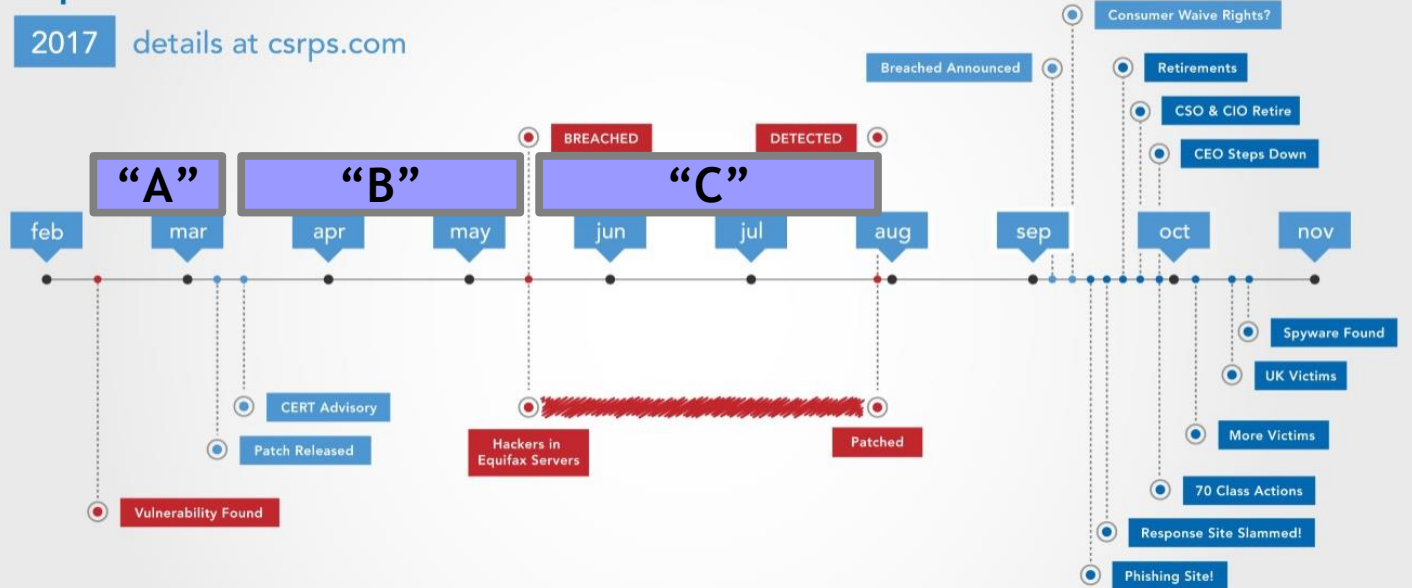 2017 details at csrps.com
Consumer Waive Rights?
Breached Announced
Retirements
CSO & CIO Retire
BREACHED
DETECTED
CEO Steps Down
“A”
“B”
“C”
feb
mar
apr
may
jun
jul
aug
sep
oct
nov
Spyware Found
UK Victims
CERT Advisory
Hackers in
Equifax Servers
Patched
More Victims
Patch Released
70 Class Actions
Vulnerability Found
Response Site Slammed!
Phishing Site!